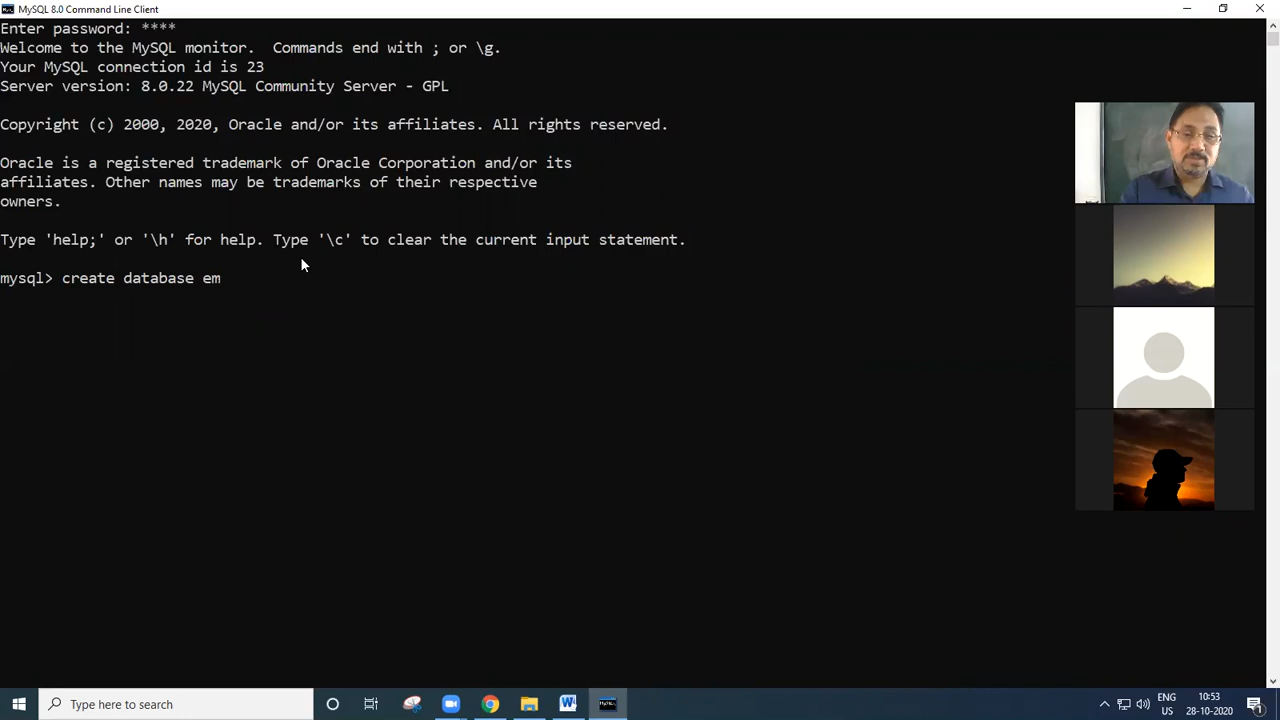 MySQL 8.0 Command Line Client
Enter password: ****
Welcome to the MySQL monitor.  Commands end with ; or \g.
Your MySQL connection id is 23
Server version: 8.0.22 MySQL Community Server - GPL
Copyright (c) 2000, 2020, Oracle and/or its affiliates. All rights reserved.
Oracle is a registered trademark of Oracle Corporation and/or its
affiliates. Other names may be trademarks of their respective
owners.
Type 'help;' or '\h' for help. Type '\c' to clear the current input statement.
mysql> create database em
Type here to search
ENG
US
10:53
28-10-2020
1